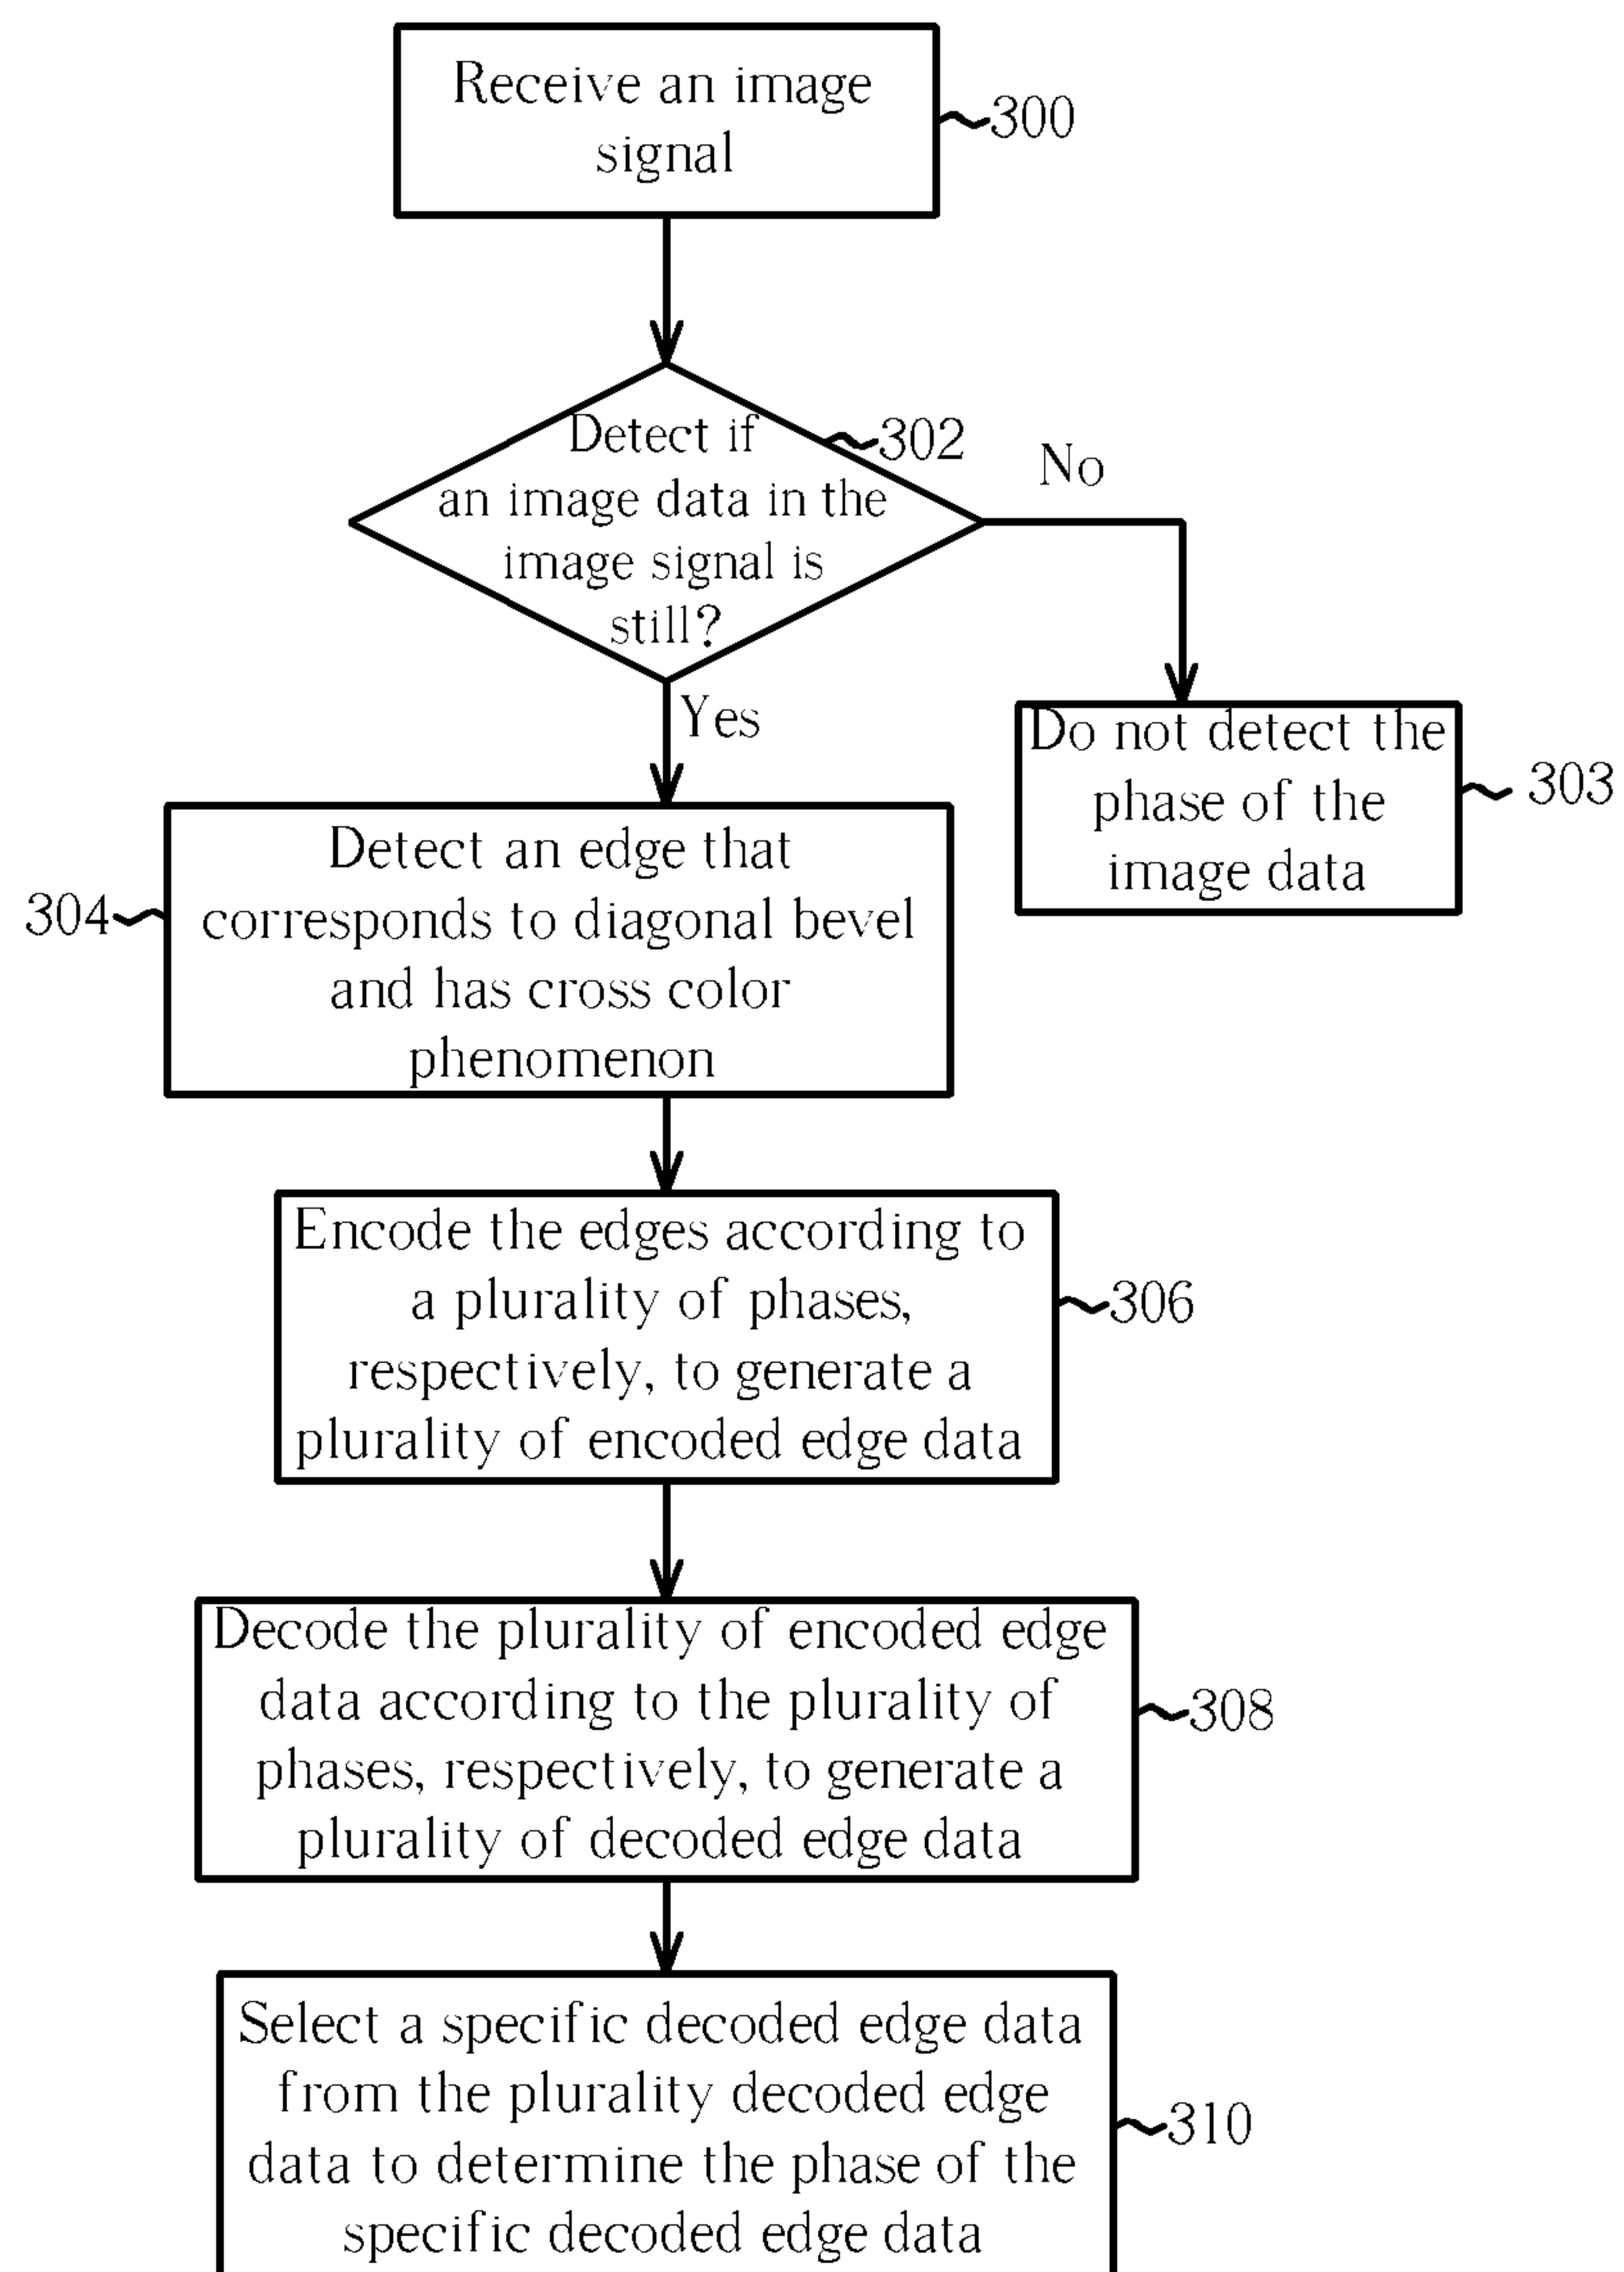 Receive an image
signal
300
Detect if
an image data in the
image signal is
still?
302
No
Yes
Do not detect the
phase of the
image data
303
Detect an edge that
corresponds to diagonal bevel
and has cross color
phenomenon
304
Encode the edges according to
a plurality of phases,
respectively, to generate a
plurality of encoded edge data
306
Decode the plurality of encoded edge
data according to the plurality of
phases, respectively, to generate a
plurality of decoded edge data
308
Select a specific decoded edge data
from the plurality decoded edge
data to determine the phase of the
specific decoded edge data
310